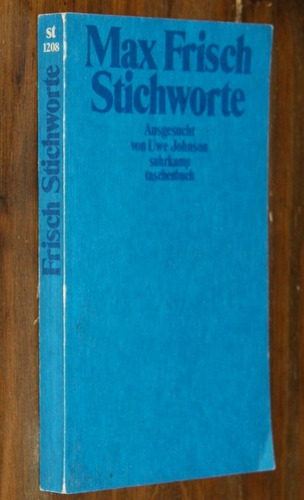 st
1208
Frisch Stichworte
Max Frisch
Stichworte
Ausgesucht
von Uwe Johnson
suhrkamp
taschenbuch